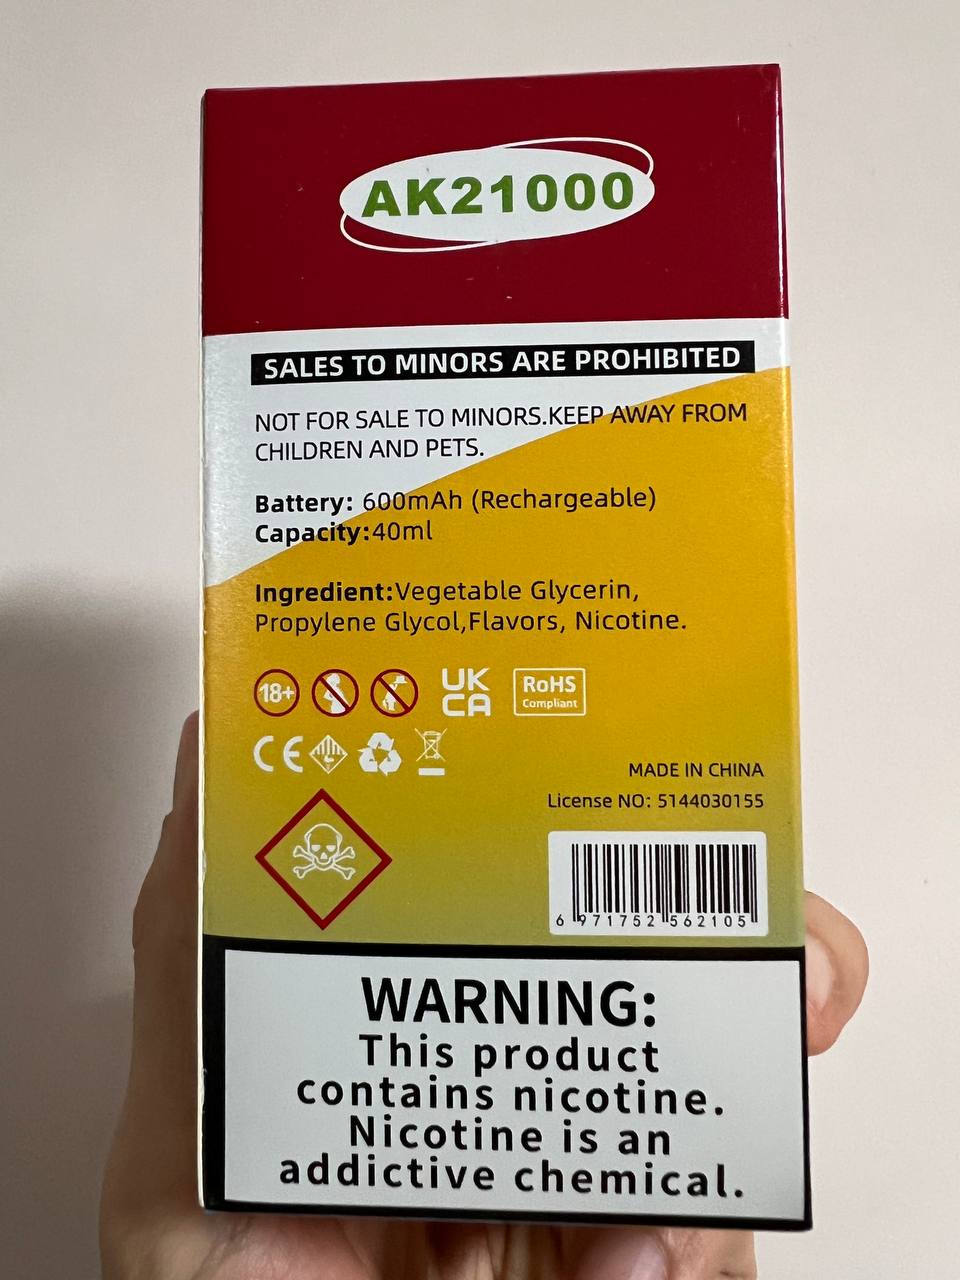 AK21000
SALES TO MINORS ARE PROHIBITED
NOT FOR SALE TO MINORS.KEEP AWAY FROM
CHILDREN AND PETS.
Battery: 600mAh (Rechargeable)
Capacity:40ml
Ingredient:Vegetable Glycerin,
Propylene Glycol,Flavors, Nicotine.
18+ UK
CA RoHS
Compliant
CE
MADE IN CHINA
License NO: 5144030155
6 971752 562105
WARNING:
This product
contains nicotine.
Nicotine is an
addictive chemical.